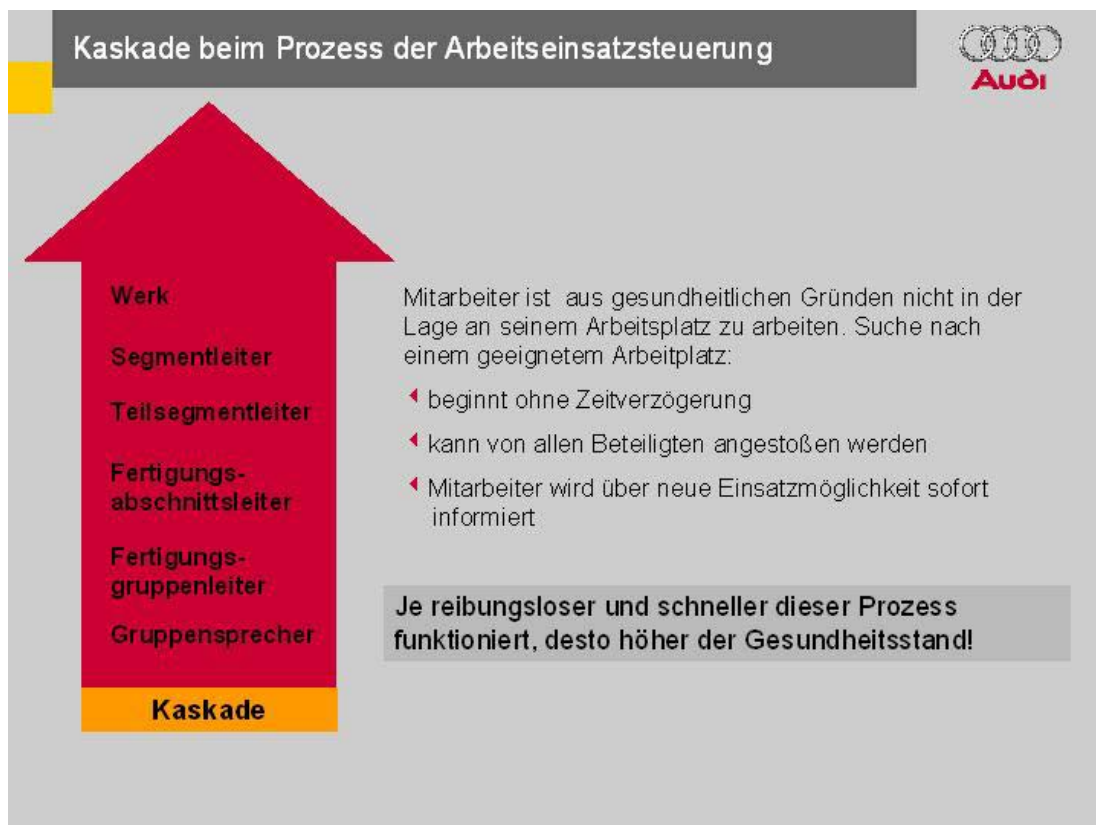 Kaskade beim Prozess der Arbeitseinsatzsteuerung
Audi
Werk
Segmentleiter
Teilsegmentleiter
Fertigungs-
abschnittsleiter
Fertigungs-
gruppenleiter
Gruppensprecher
Kaskade
Mitarbeiter ist aus gesundheitlichen Gründen nicht in der
Lage an seinem Arbeitsplatz zu arbeiten. Suche nach
einem geeignetem Arbeitplatz:
beginnt ohne Zeitverzögerung
kann von allen Beteiligten angestoßen werden
Mitarbeiter wird über neue Einsatzmöglichkeit sofort
informiert
Je reibungsloser und schneller dieser Prozess
funktioniert, desto höher der Gesundheitsstand!